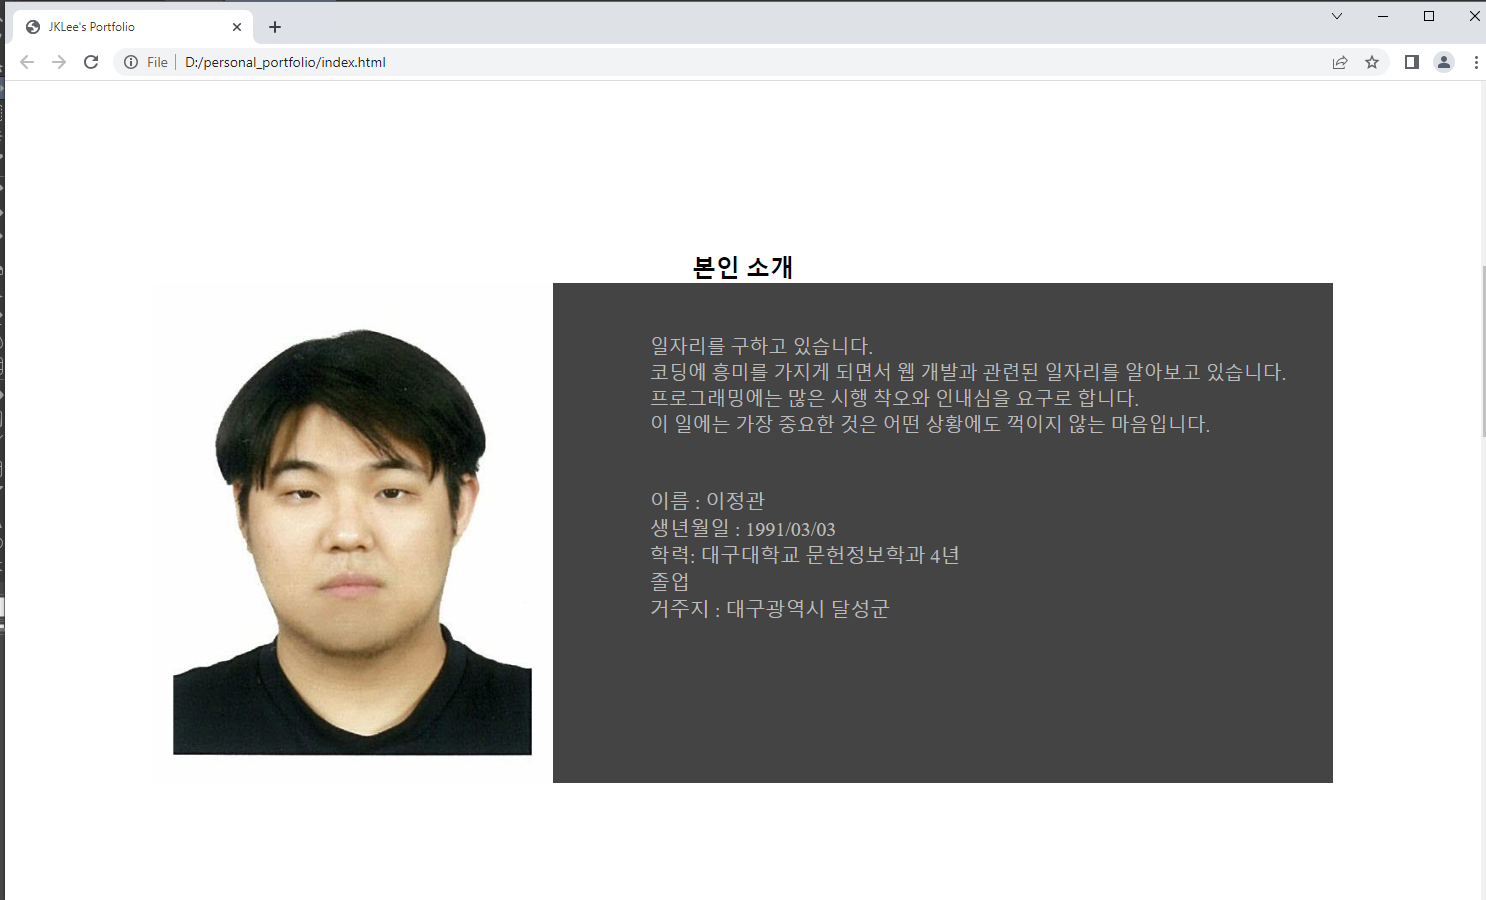 JKLee's Portfolio
File
D:/personal_portfolio/index.html
본인 소개
일자리를 구하고 있습니다.
코딩에 흥미를 가지게 되면서 웹 개발과 관련된 일자리를 알아보고 있습니다.
프로그래밍에는 많은 시행 착오와 인내심을 요구로 합니다.
이 일에는 가장 중요한 것은 어떤 상황에도 꺽이지 않는 마음입니다.
이름 : 이정관
생년월일 : 1991/03/03
학력: 대구대학교 문헌정보학과 4년
졸업
거주지 : 대구광역시 달성군